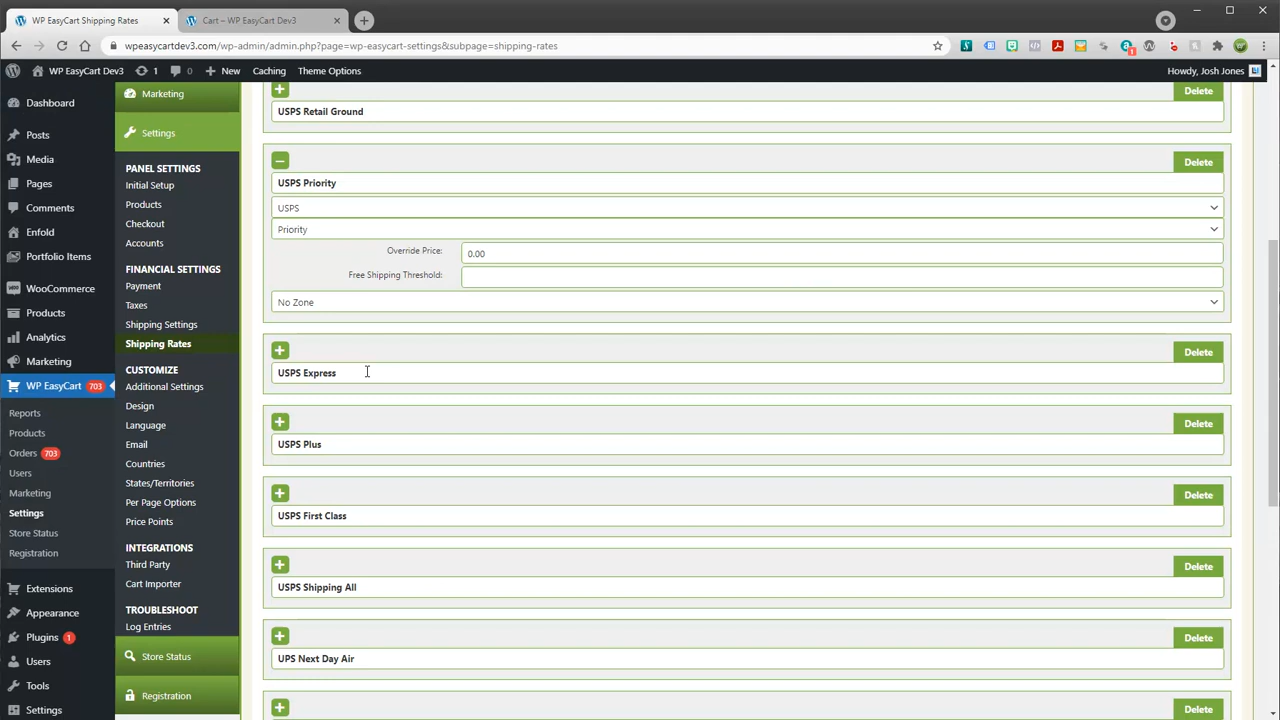 WP EasyCart Shipping Rates
Cart – WP EasyCart Dev3
wpeasycartdev3.com/wp-admin/admin.php?page=wp-easycart-settings&subpage=shipping-rates
WP EasyCart Dev3
1
0
New
Caching
Theme Options
Howdy, Josh Jones
Dashboard
Posts
Media
Pages
Comments
Enfold
Portfolio Items
WooCommerce
Products
Analytics
Marketing
WP EasyCart 703
Reports
Products
Orders 703
Users
Marketing
Settings
Store Status
Registration
Extensions
Appearance
Plugins 1
Users
Tools
Settings
Marketing
Settings
PANEL SETTINGS
Initial Setup
Products
Checkout
Accounts
FINANCIAL SETTINGS
Payment
Taxes
Shipping Settings
Shipping Rates
CUSTOMIZE
Additional Settings
Design
Language
Email
Countries
States/Territories
Per Page Options
Price Points
INTEGRATIONS
Third Party
Cart Importer
TROUBLESHOOT
Log Entries
Store Status
Registration
Delete
USPS Retail Ground
Delete
USPS Priority
USPS
Priority
Override Price: 0.00
Free Shipping Threshold:
No Zone
Delete
USPS Express
Delete
USPS Plus
Delete
USPS First Class
Delete
USPS Shipping All
Delete
UPS Next Day Air
Delete